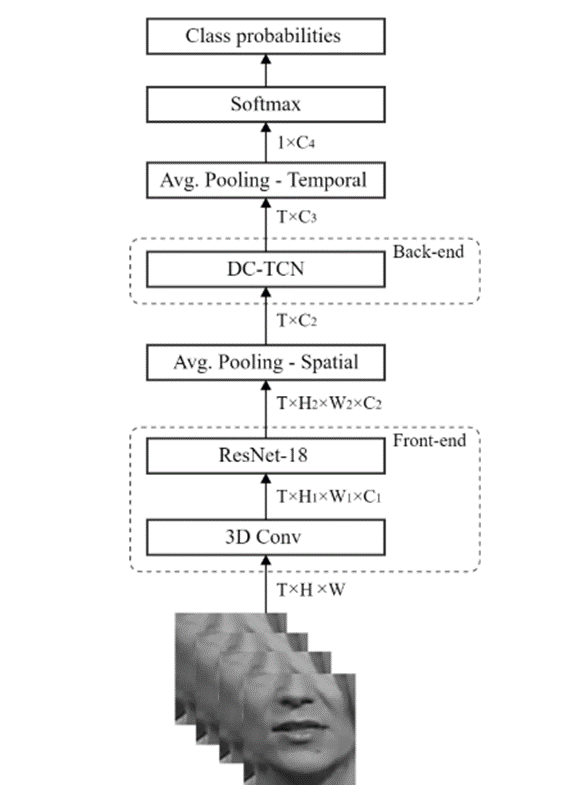 Class probabilities
Softmax
1×C₄
Avg. Pooling - Temporal
T×C₃
Back-end
DC-TCN
T×C₂
Avg. Pooling - Spatial
T×H₂×W₂×C₂
Front-end
ResNet-18
T×H₁×W₁×C₁
3D Conv
T×H×W